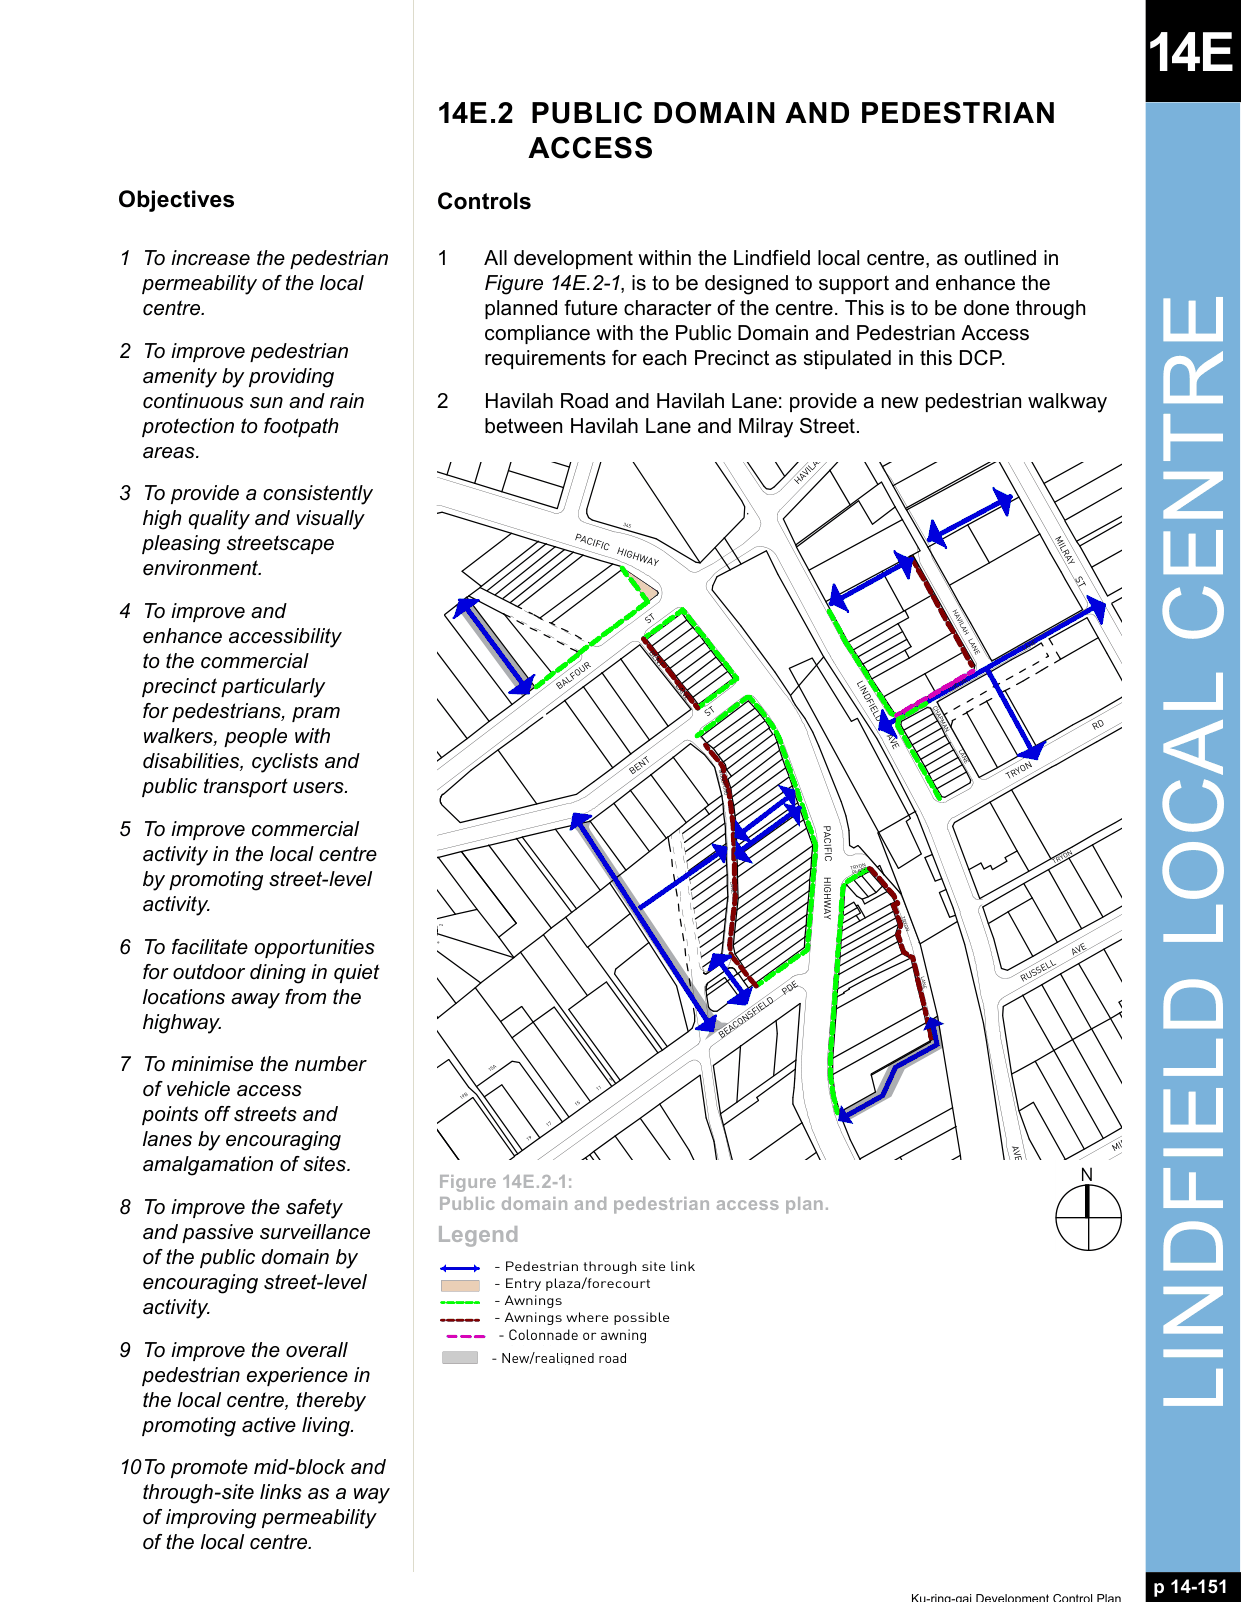 14E
14E.2 PUBLIC DOMAIN AND PEDESTRIAN
ACCESS
Objectives
1 To increase the pedestrian
permeability of the local
centre.
2 To improve pedestrian
amenity by providing
continuous sun and rain
protection to footpath
areas.
3 To provide a consistently
high quality and visually
pleasing streetscape
environment.
4 To improve and
enhance accessibility
to the commercial
precinct particularly
for pedestrians, pram
walkers, people with
disabilities, cyclists and
public transport users.
5 To improve commercial
activity in the local centre
by promoting street-level
activity.
6 To facilitate opportunities
for outdoor dining in quiet
locations away from the
highway.
7 To minimise the number
of vehicle access
points off streets and
lanes by encouraging
amalgamation of sites.
8 To improve the safety
and passive surveillance
of the public domain by
encouraging street-level
activity.
9 To improve the overall
pedestrian experience in
the local centre, thereby
promoting active living.
10To promote mid-block and
through-site links as a way
of improving permeability
of the local centre.
Controls
1 All development within the Lindfield local centre, as outlined in
Figure 14E.2-1, is to be designed to support and enhance the
planned future character of the centre. This is to be done through
compliance with the Public Domain and Pedestrian Access
requirements for each Precinct as stipulated in this DCP.
2 Havilah Road and Havilah Lane: provide a new pedestrian walkway
between Havilah Lane and Milray Street.
PACIFIC HIGHWAY
MILRAY ST
HAVILAH LANE
ST
BALFOUR
LINDFIELD AVE
CHAPMAN LANE
ST
BENT
RD
TRYON
PACIFIC HIGHWAY
TRYON
TRYON
RUSSELL AVE
BEACONSFIELD PDE
AVE
N
Figure 14E.2-1:
Public domain and pedestrian access plan.
Legend
- Pedestrian through site link
- Entry plaza/forecourt
- Awnings
- Awnings where possible
- Colonnade or awning
- New/realigned road
LINDFIELD LOCAL CENTRE
p 14-151
Ku-ring-gai Development Control Plan